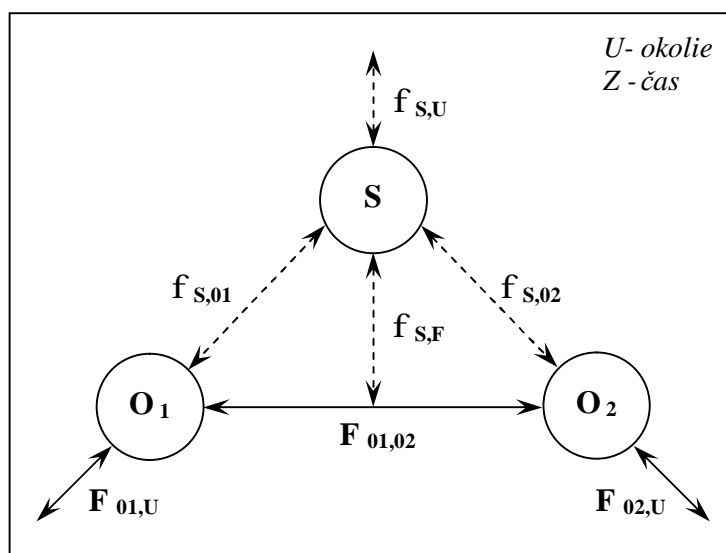 U- okolie
Z - čas
f S,U
S
f S,01
f S,02
f S,F
O 1
O 2
F 01,02
F 01,U
F 02,U